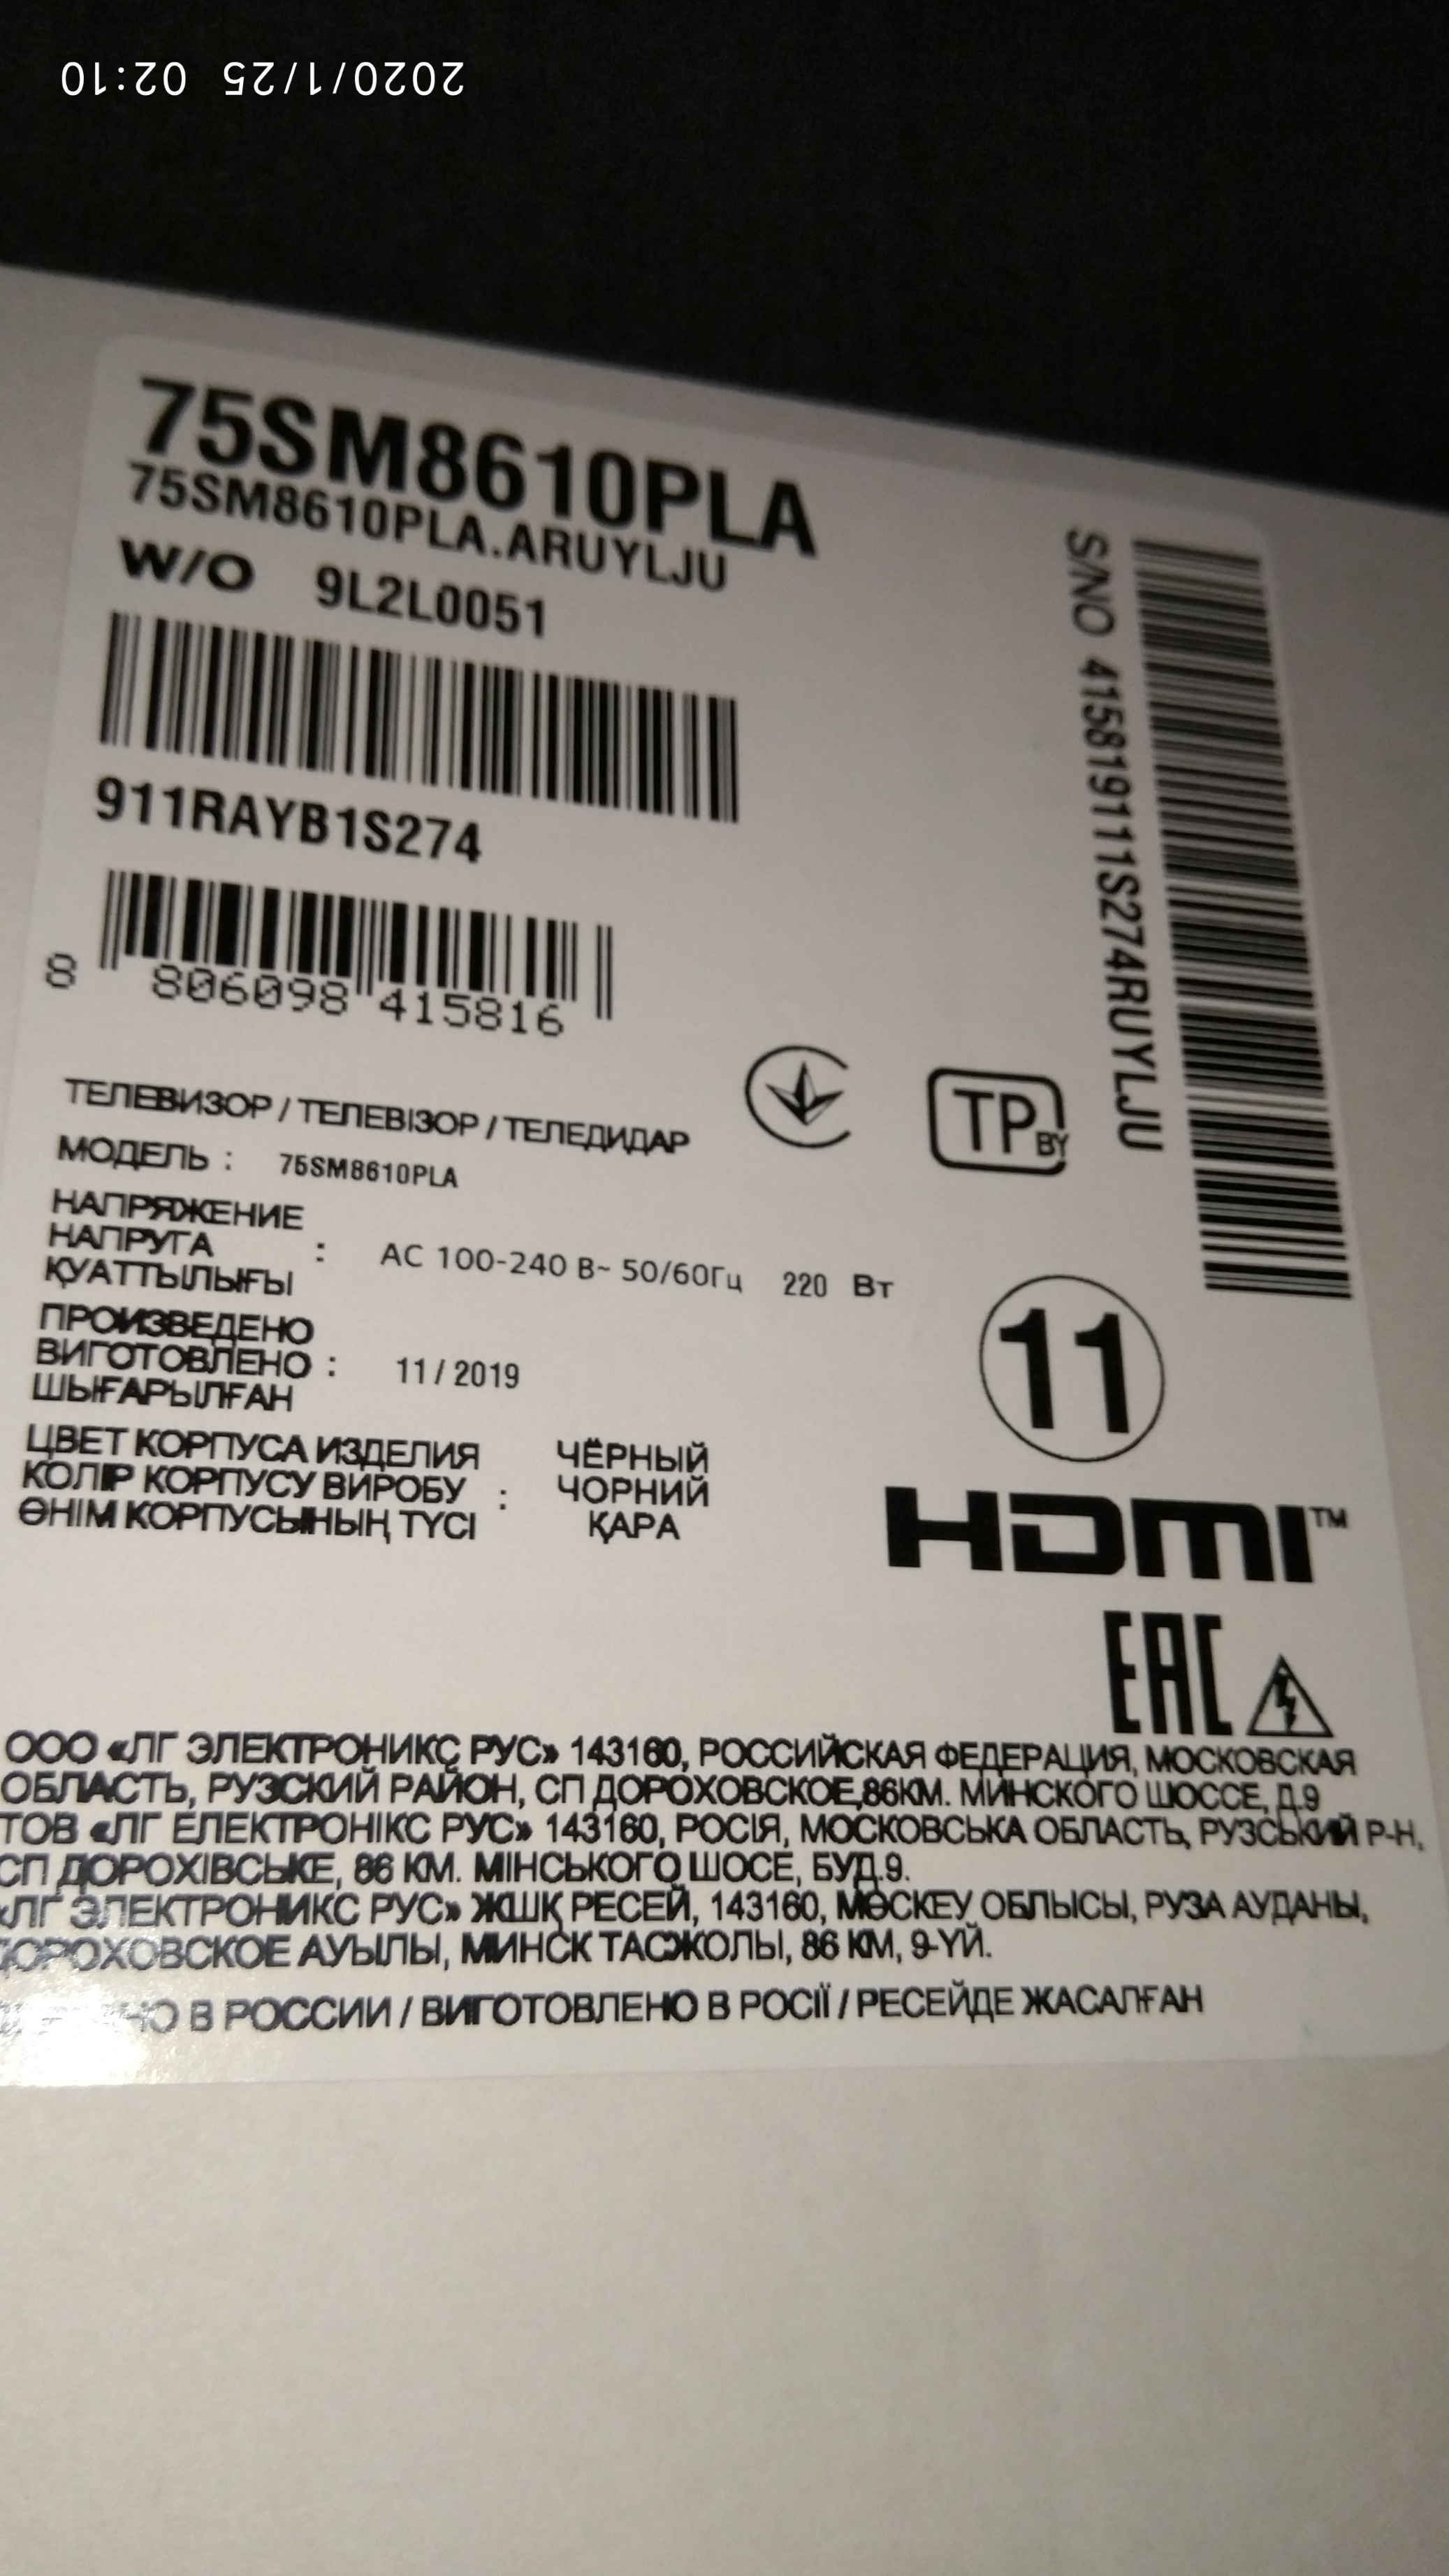 2020/1/25 02:10
75SM8610PLA
75SM8610PLA.ARUYLJU
W/O 9L2L0051
911RAYB1S274
8 806098 415816
S/NO 415819111S274RUYLJU
ТЕЛЕВИЗОР / ТЕЛЕВІЗОР / ТЕЛЕДИДАР
TP BY
МОДЕЛЬ : 75SM8610PLA
НАПРЯЖЕНИЕ
НАПРУГА : AC 100-240 В~ 50/60Гц 220 Вт
ҚУАТТЫЛЫҒЫ
ПРОИЗВЕДЕНО
ВИГОТОВЛЕНО : 11 / 2019
ШЫҒАРЫЛҒАН
11
ЦВЕТ КОРПУСА ИЗДЕЛИЯ ЧЁРНЫЙ
КОЛІР КОРПУСУ ВИРОБУ : ЧОРНИЙ
ӨНІМ КОРПУСЫНЫҢ ТҮСІ ҚАРА
HDMI™
EAC
ООО «ЛГ ЭЛЕКТРОНИКС РУС» 143160, РОССИЙСКАЯ ФЕДЕРАЦИЯ, МОСКОВСКАЯ
ОБЛАСТЬ, РУЗСКИЙ РАЙОН, СП ДОРОХОВСКОЕ,86КМ. МИНСКОГО ШОССЕ, Д.9
ТОВ «ЛГ ЕЛЕКТРОНІКС РУС» 143160, РОСІЯ, МОСКОВСЬКА ОБЛАСТЬ, РУЗСЬКИЙ Р-Н,
СП ДОРОХІВСЬКЕ, 86 КМ. МІНСЬКОГО ШОСЕ, БУД.9.
«ЛГ ЭЛЕКТРОНИКС РУС» ЖШҚ РЕСЕЙ, 143160, МӘСКЕУ ОБЛЫСЫ, РУЗА АУДАНЫ,
ДОРОХОВСКОЕ АУЫЛЫ, МИНСК ТАСЖОЛЫ, 86 КМ, 9-ҮЙ.
В РОССИИ / ВИГОТОВЛЕНО В РОСІЇ / РЕСЕЙДЕ ЖАСАЛҒАН